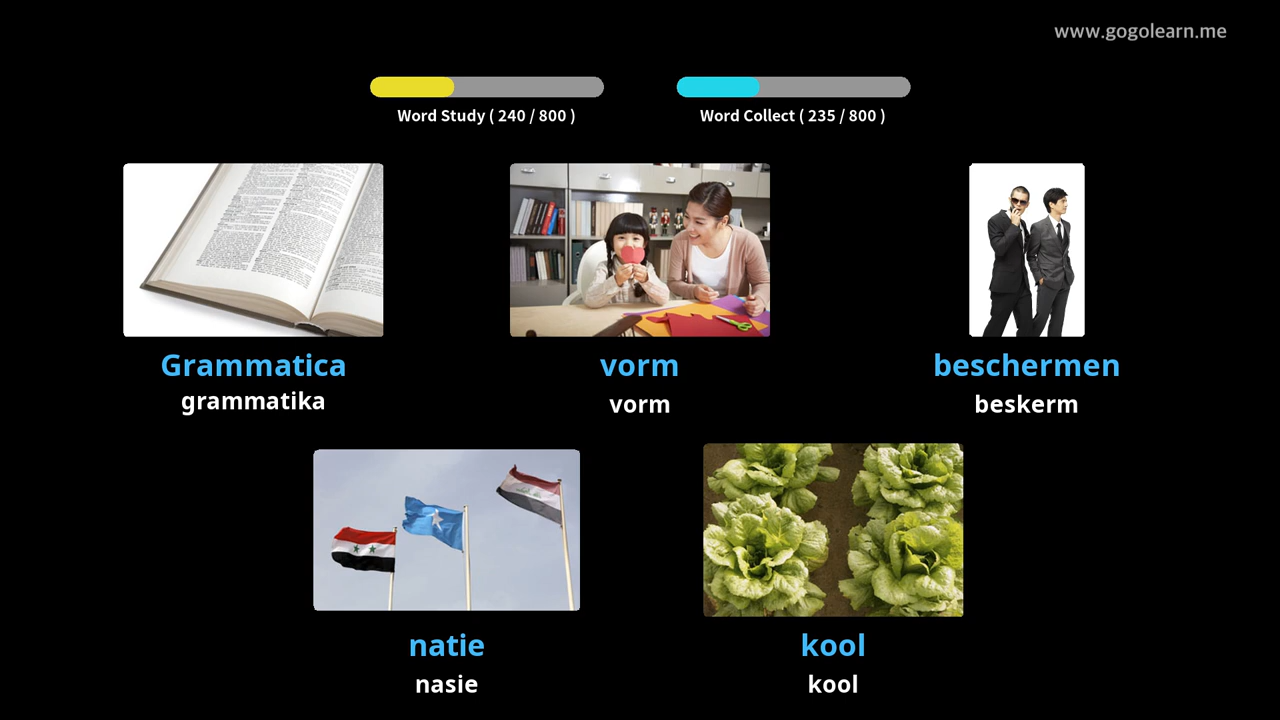 www.gogolearn.me
Word Study ( 240 / 800 )
Word Collect ( 235 / 800 )
Grammatica
grammatika
vorm
vorm
beschermen
beskerm
natie
nasie
kool
kool